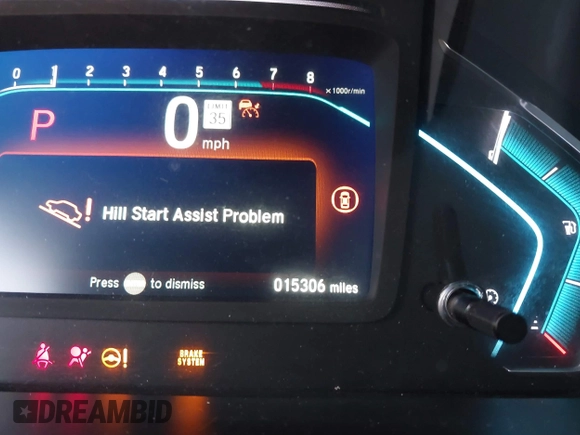 0 1 2 3 4 5 6 7 8
×1000r/min
P 0 mph
LIMIT
35
Hill Start Assist Problem
Press to dismiss
015306 miles
BRAKE
SYSTEM
DREAMBID